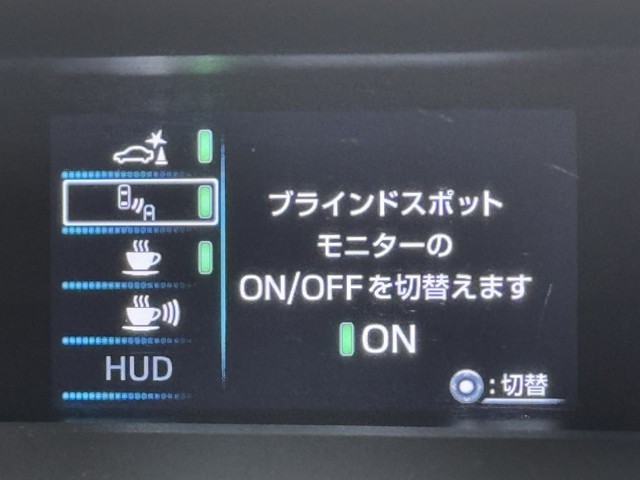 ブラインドスポット
モニターの
ON/OFFを切替えます
ON
HUD
:切替